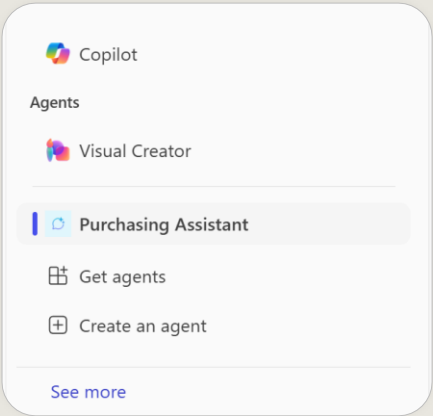 Copilot
Agents
Visual Creator
Purchasing Assistant
Get agents
Create an agent
See more